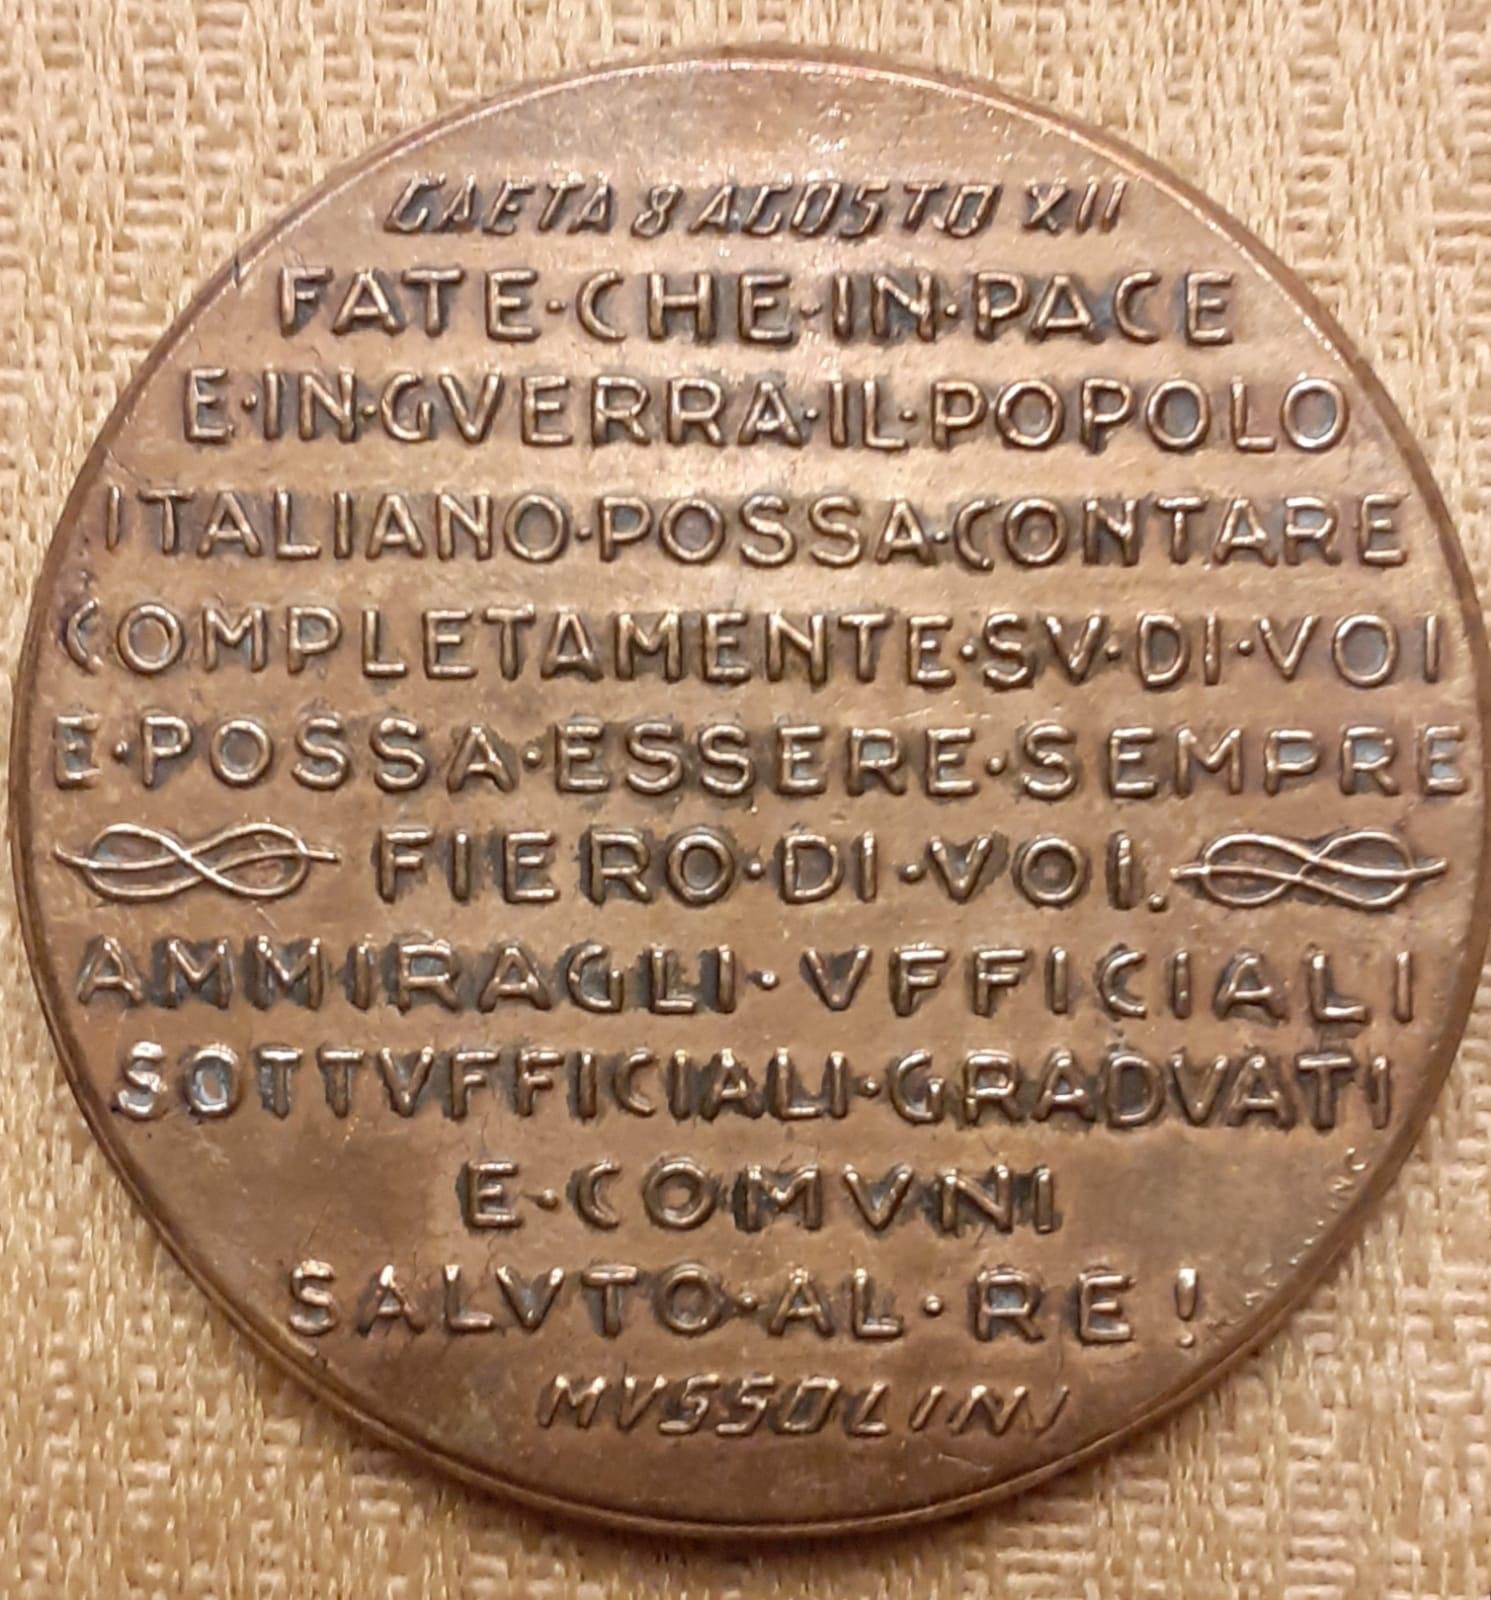 GAETA 8 AGOSTO XII
FATE·CHE·IN·PACE
E·IN·GVERRA·IL·POPOLO
ITALIANO·POSSA·CONTARE
COMPLETAMENTE·SV·DI·VOI
E·POSSA·ESSERE·SEMPRE
FIERO·DI·VOI.
AMMIRAGLI·VFFICIALI
SOTTVFFICIALI·GRADVATI
E·COMVNI
SALVTO·AL·RE!
MVSSOLINI